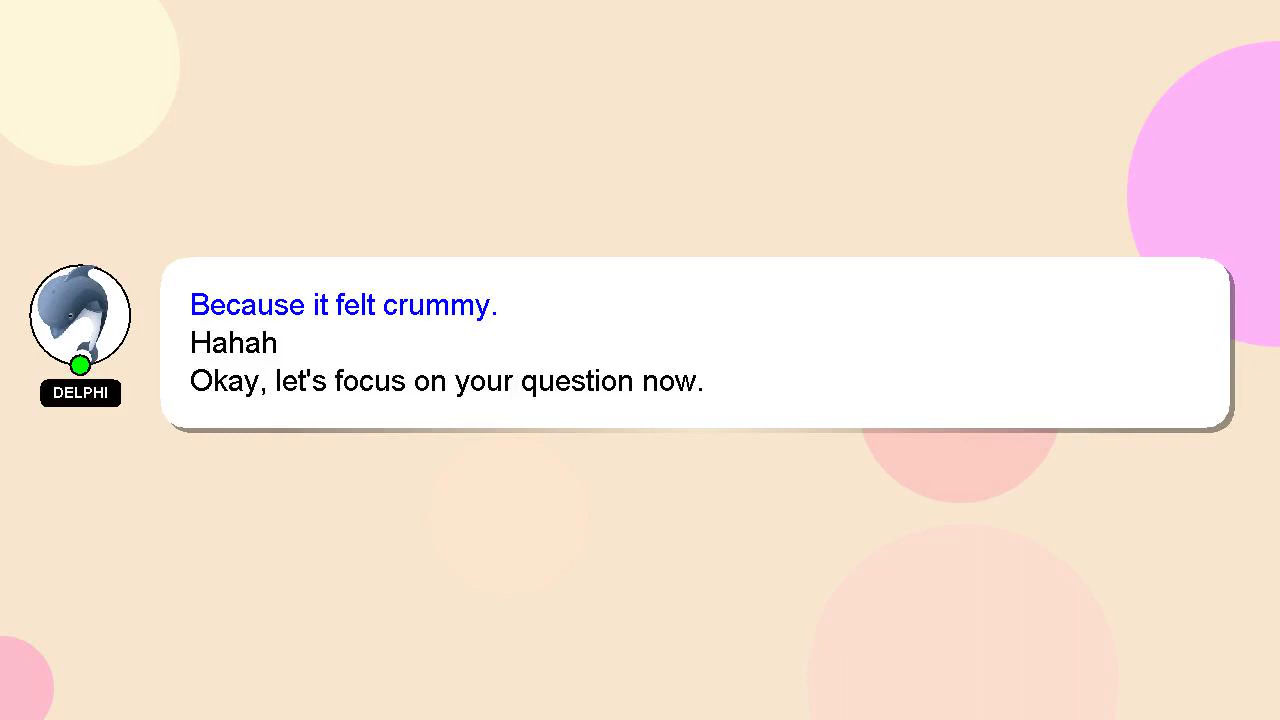 Because it felt crummy.
Hahah
Okay, let's focus on your question now.
DELPHI